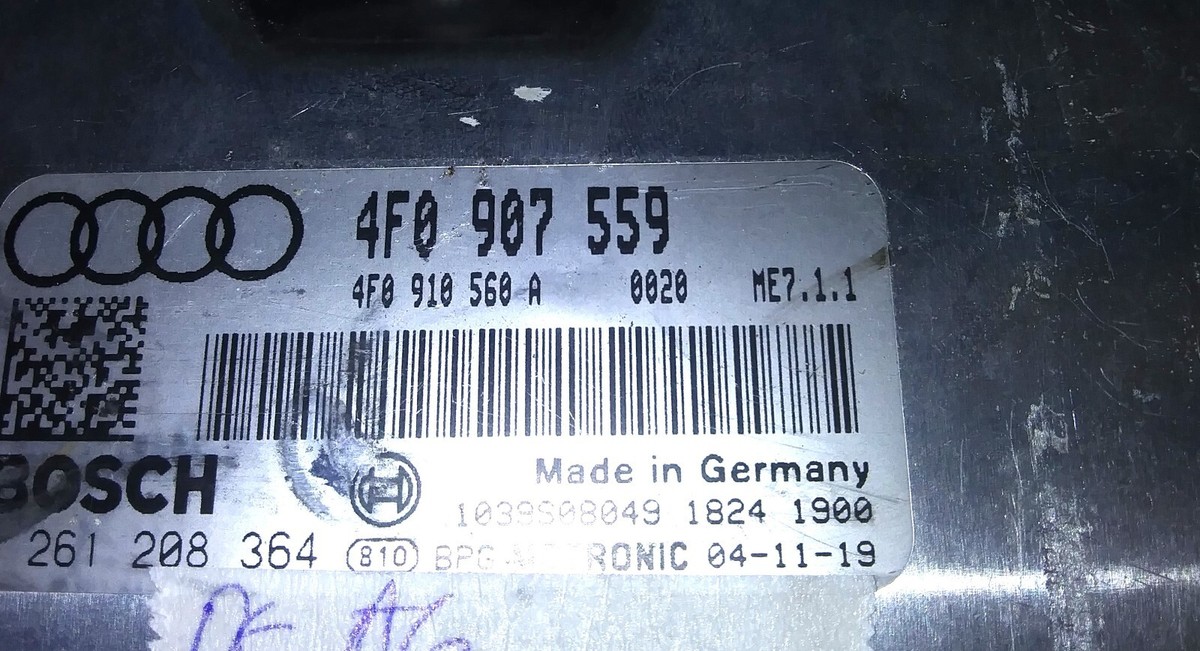 4F0 907 559
4F0 910 560 A 0020 ME7.1.1
BOSCH
Made in Germany
1039S08049 1824 1900
261 208 364 810 04-11-19